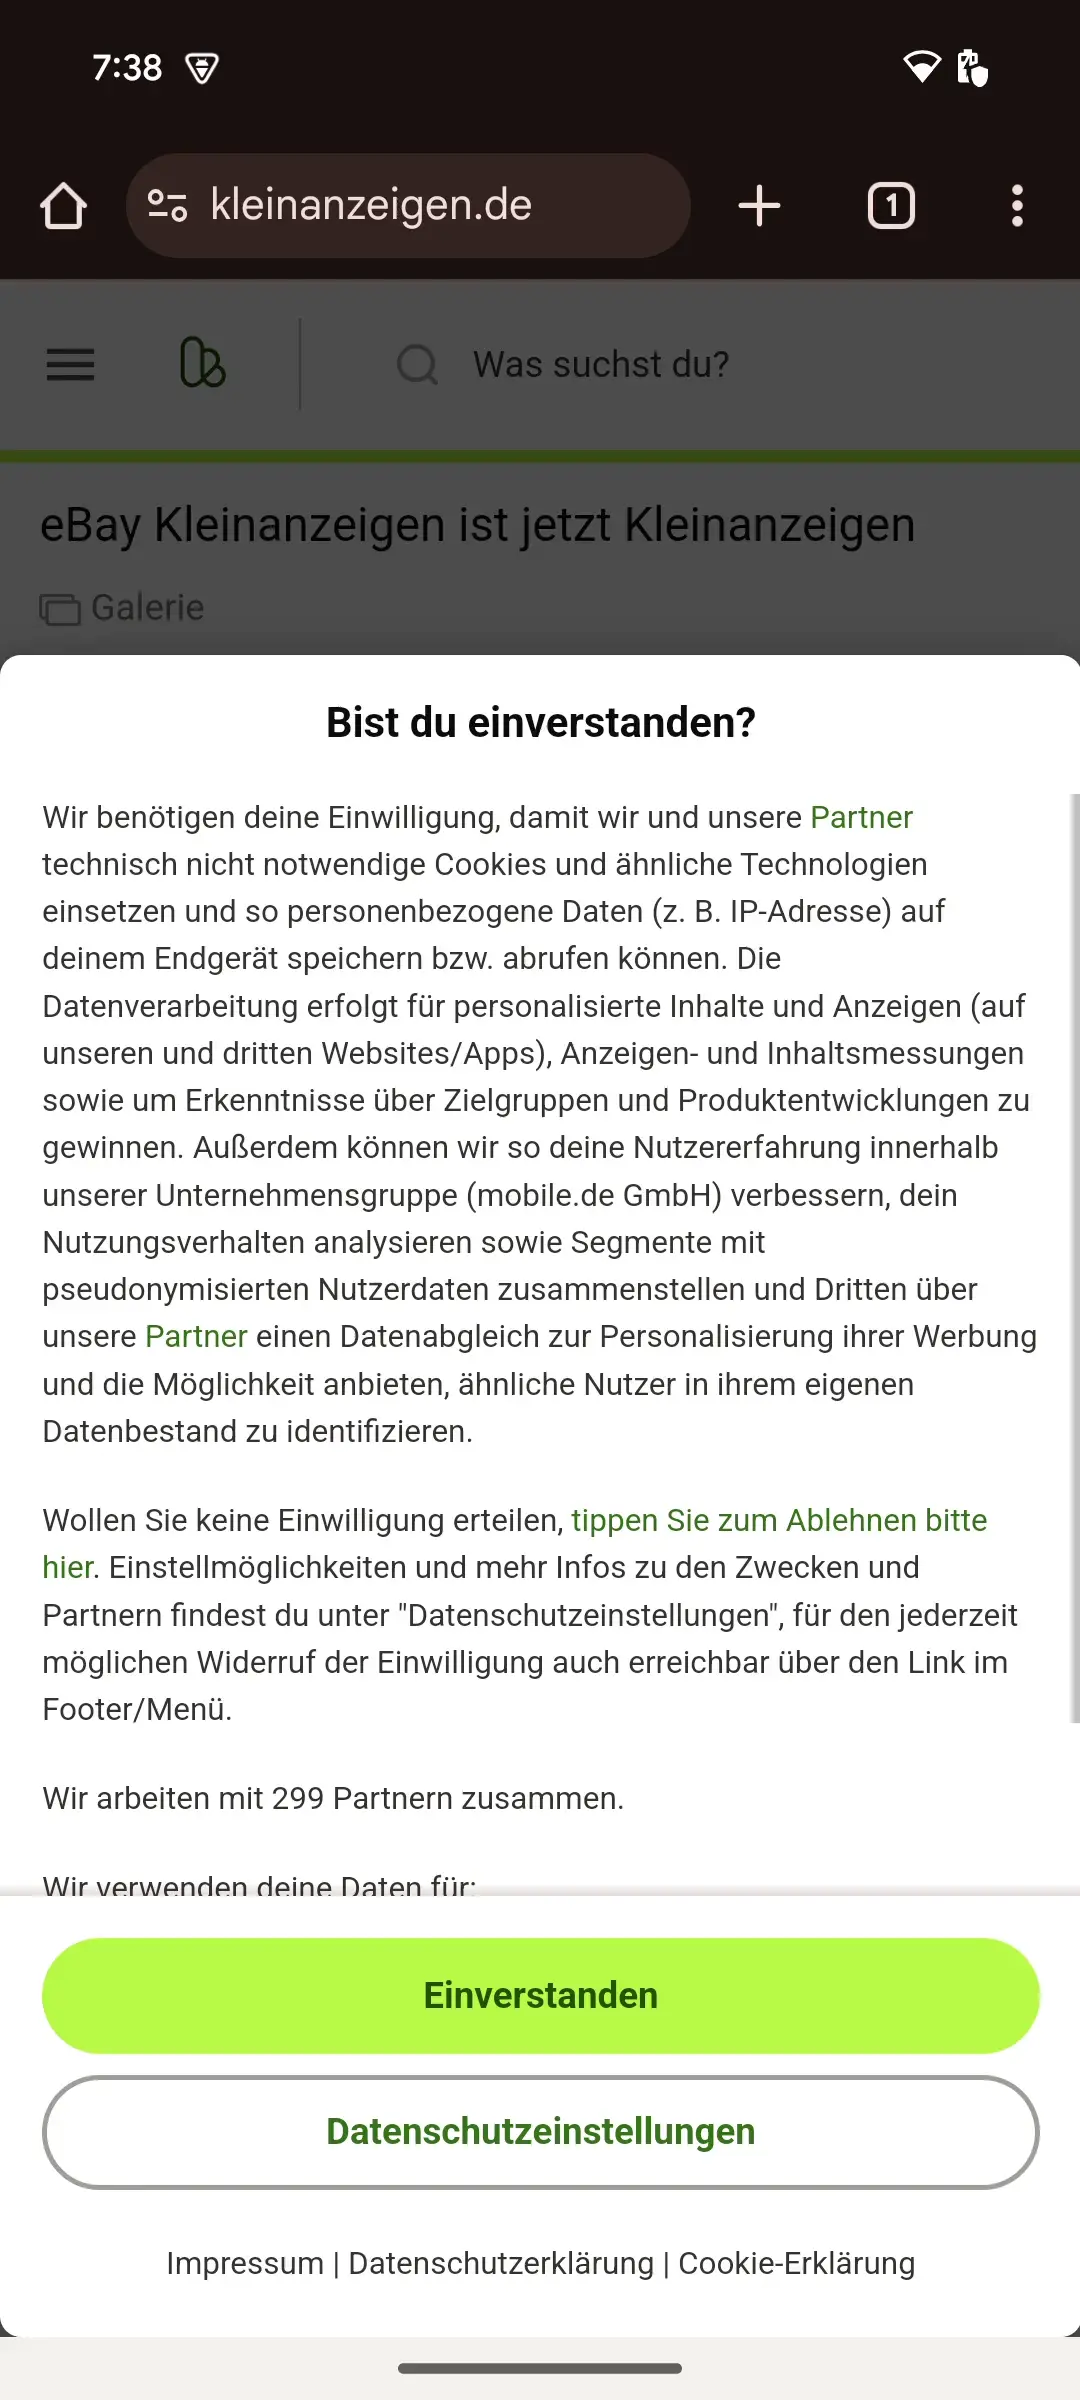 7:38
kleinanzeigen.de
1
Was suchst du?
eBay Kleinanzeigen ist jetzt Kleinanzeigen
Galerie
Bist du einverstanden?
Wir benötigen deine Einwilligung, damit wir und unsere Partner
technisch nicht notwendige Cookies und ähnliche Technologien
einsetzen und so personenbezogene Daten (z. B. IP-Adresse) auf
deinem Endgerät speichern bzw. abrufen können. Die
Datenverarbeitung erfolgt für personalisierte Inhalte und Anzeigen (auf
unseren und dritten Websites/Apps), Anzeigen- und Inhaltsmessungen
sowie um Erkenntnisse über Zielgruppen und Produktentwicklungen zu
gewinnen. Außerdem können wir so deine Nutzererfahrung innerhalb
unserer Unternehmensgruppe (mobile.de GmbH) verbessern, dein
Nutzungsverhalten analysieren sowie Segmente mit
pseudonymisierten Nutzerdaten zusammenstellen und Dritten über
unsere Partner einen Datenabgleich zur Personalisierung ihrer Werbung
und die Möglichkeit anbieten, ähnliche Nutzer in ihrem eigenen
Datenbestand zu identifizieren.
Wollen Sie keine Einwilligung erteilen, tippen Sie zum Ablehnen bitte
hier. Einstellmöglichkeiten und mehr Infos zu den Zwecken und
Partnern findest du unter "Datenschutzeinstellungen", für den jederzeit
möglichen Widerruf der Einwilligung auch erreichbar über den Link im
Footer/Menü.
Wir arbeiten mit 299 Partnern zusammen.
Wir verwenden deine Daten für:
Einverstanden
Datenschutzeinstellungen
Impressum | Datenschutzerklärung | Cookie-Erklärung